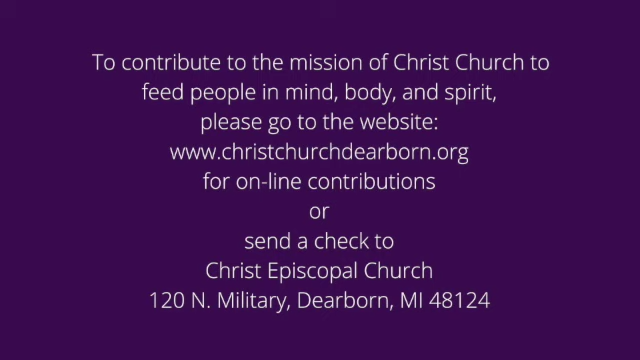 To contribute to the mission of Christ Church to
feed people in mind, body, and spirit,
please go to the website:
www.christchurchdearborn.org
for on-line contributions
or
send a check to
Christ Episcopal Church
120 N. Military, Dearborn, MI 48124